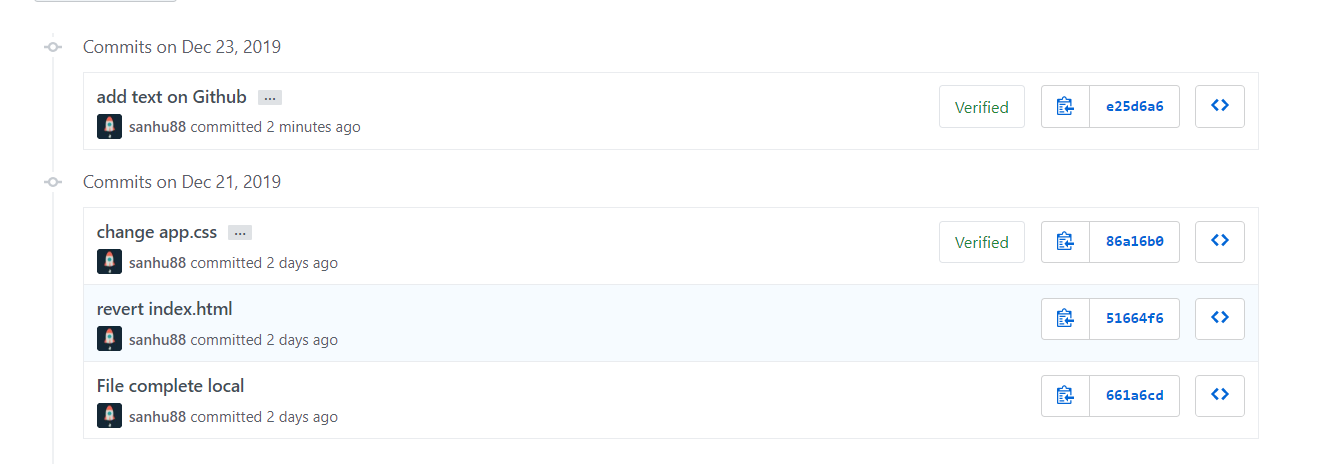 Commits on Dec 23, 2019
add text on Github ...
Verified
e25d6a6
sanhu88 committed 2 minutes ago
Commits on Dec 21, 2019
change app.css ...
Verified
86a16b0
sanhu88 committed 2 days ago
revert index.html
51664f6
sanhu88 committed 2 days ago
File complete local
661a6cd
sanhu88 committed 2 days ago